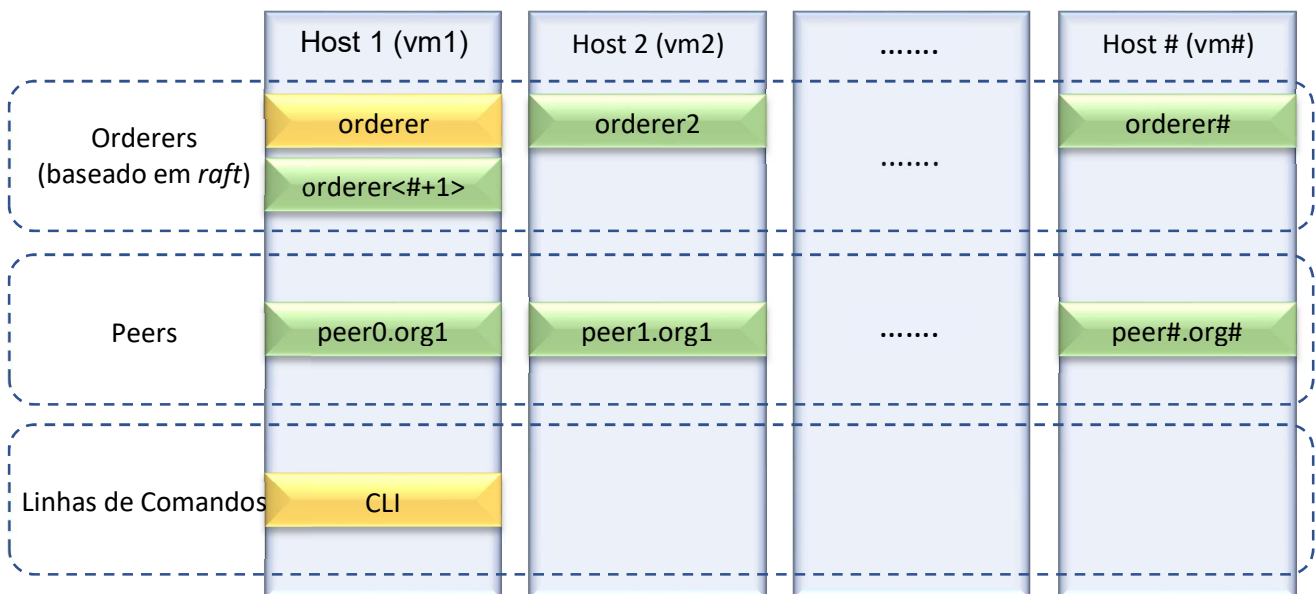 Host 1 (vm1)
Host 2 (vm2)
.......
Host # (vm#)
Orderers
(baseado em raft)
orderer
orderer2
.......
orderer#
orderer<#+1>
Peers
peer0.org1
peer1.org1
.......
peer#.org#
Linhas de Comandos
CLI